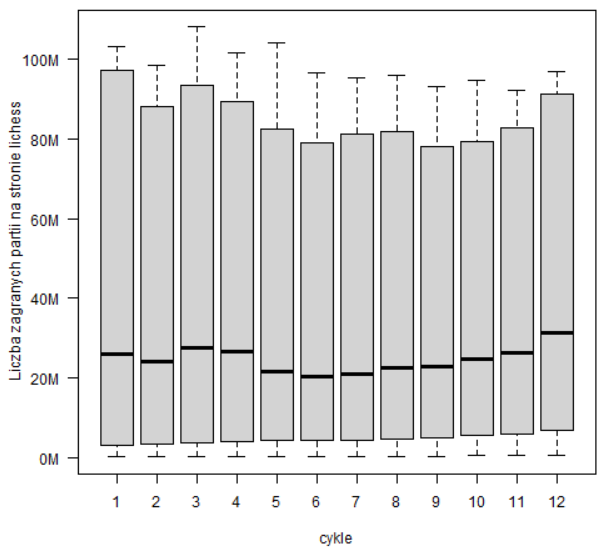 Liczba zagranych partii na stronie lichess
100M
80M
60M
40M
20M
0M
1 2 3 4 5 6 7 8 9 10 11 12
cykle